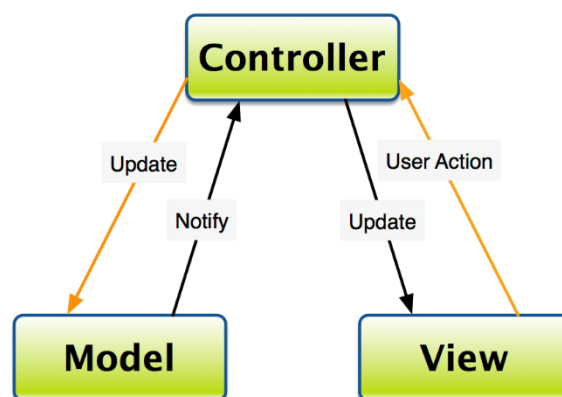 Controller
Update
User Action
Notify
Update
Model
View